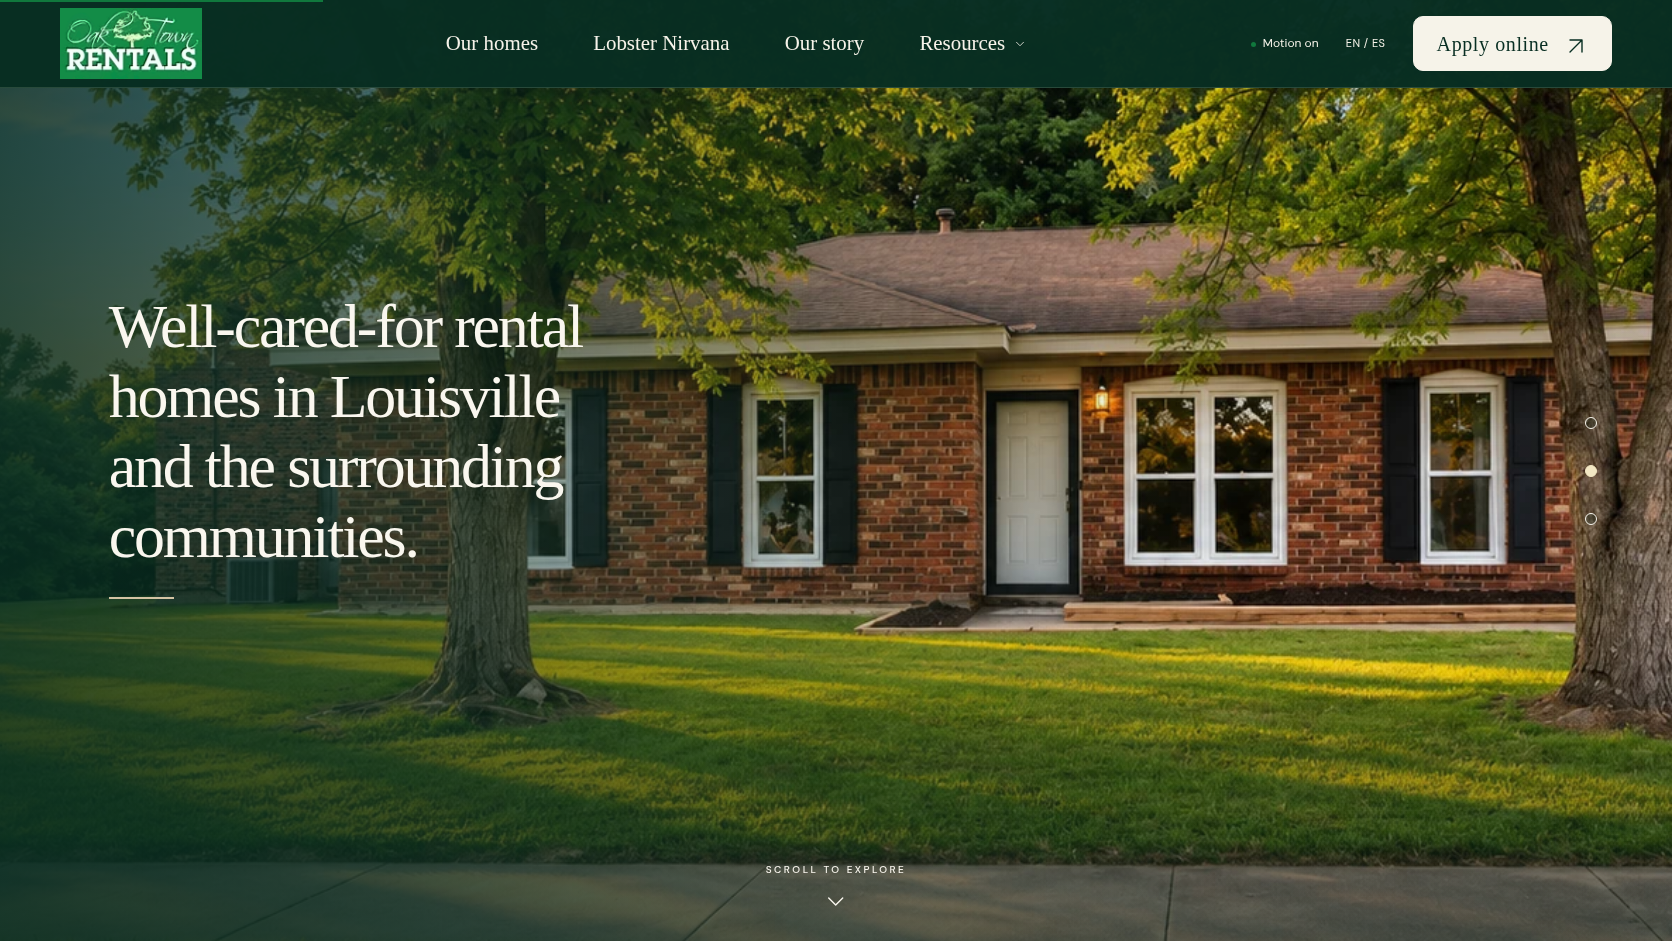 Oak Town
RENTALS
Our homes
Lobster Nirvana
Our story
Resources
Motion on
EN / ES
Apply online
Well-cared-for rental
homes in Louisville
and the surrounding
communities.
SCROLL TO EXPLORE